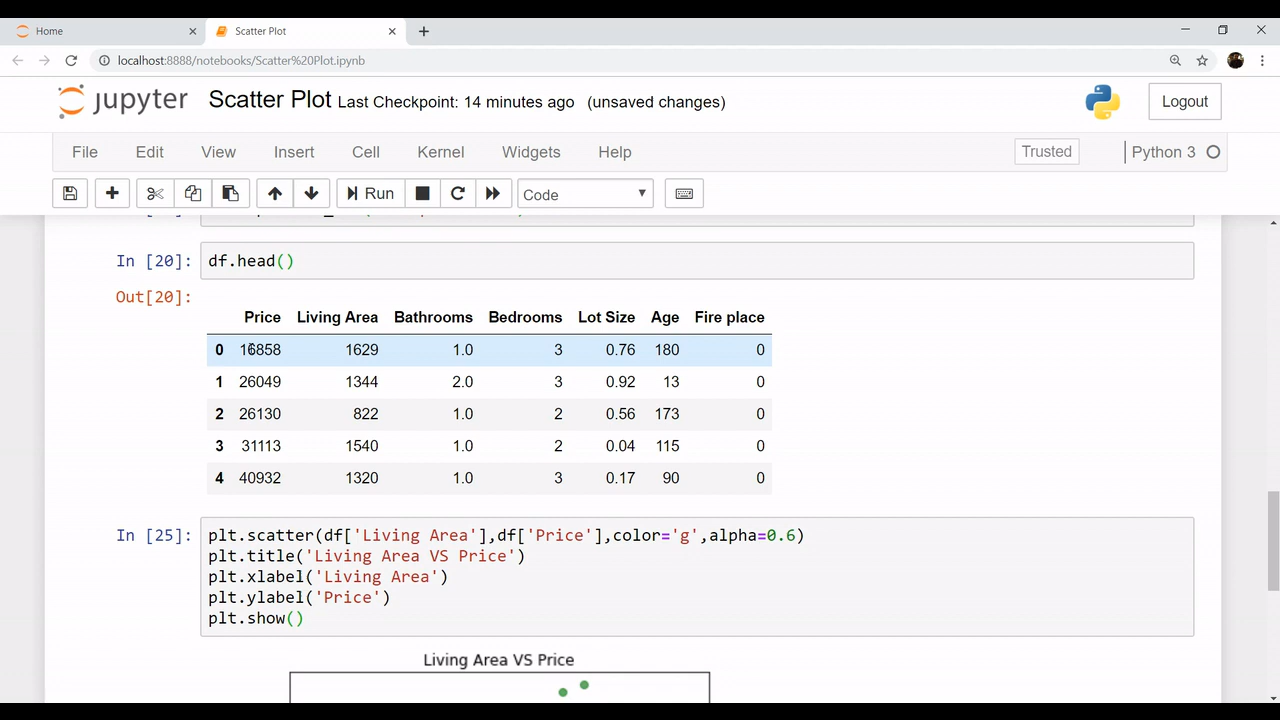 Home
Scatter Plot
localhost:8888/notebooks/Scatter%20Plot.ipynb
jupyter Scatter Plot Last Checkpoint: 14 minutes ago (unsaved changes)
Logout
File Edit View Insert Cell Kernel Widgets Help
Trusted
Python 3
Run
Code
In [20]: df.head()
Out[20]:
Price Living Area Bathrooms Bedrooms Lot Size Age Fire place
0 16858 1629 1.0 3 0.76 180 0
1 26049 1344 2.0 3 0.92 13 0
2 26130 822 1.0 2 0.56 173 0
3 31113 1540 1.0 2 0.04 115 0
4 40932 1320 1.0 3 0.17 90 0
In [25]: plt.scatter(df['Living Area'],df['Price'],color='g',alpha=0.6)
plt.title('Living Area VS Price')
plt.xlabel('Living Area')
plt.ylabel('Price')
plt.show()
Living Area VS Price